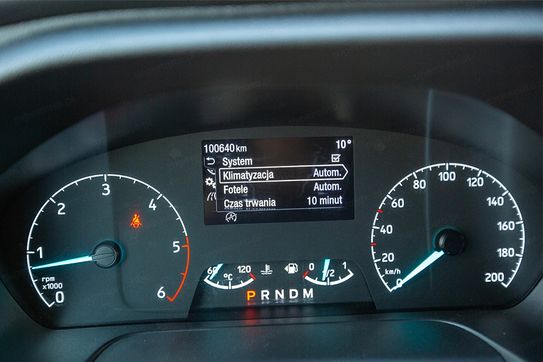 100640 km 10°
System
Klimatyzacja Autom.
Fotele Autom.
Czas trwania 10 minut
0 1 2 3 4 5 6
rpm
x1000
60 °C 120
0 1/2 1
P R N D M
0 20 40 60 80 100 120 140 160 180 200
km/h